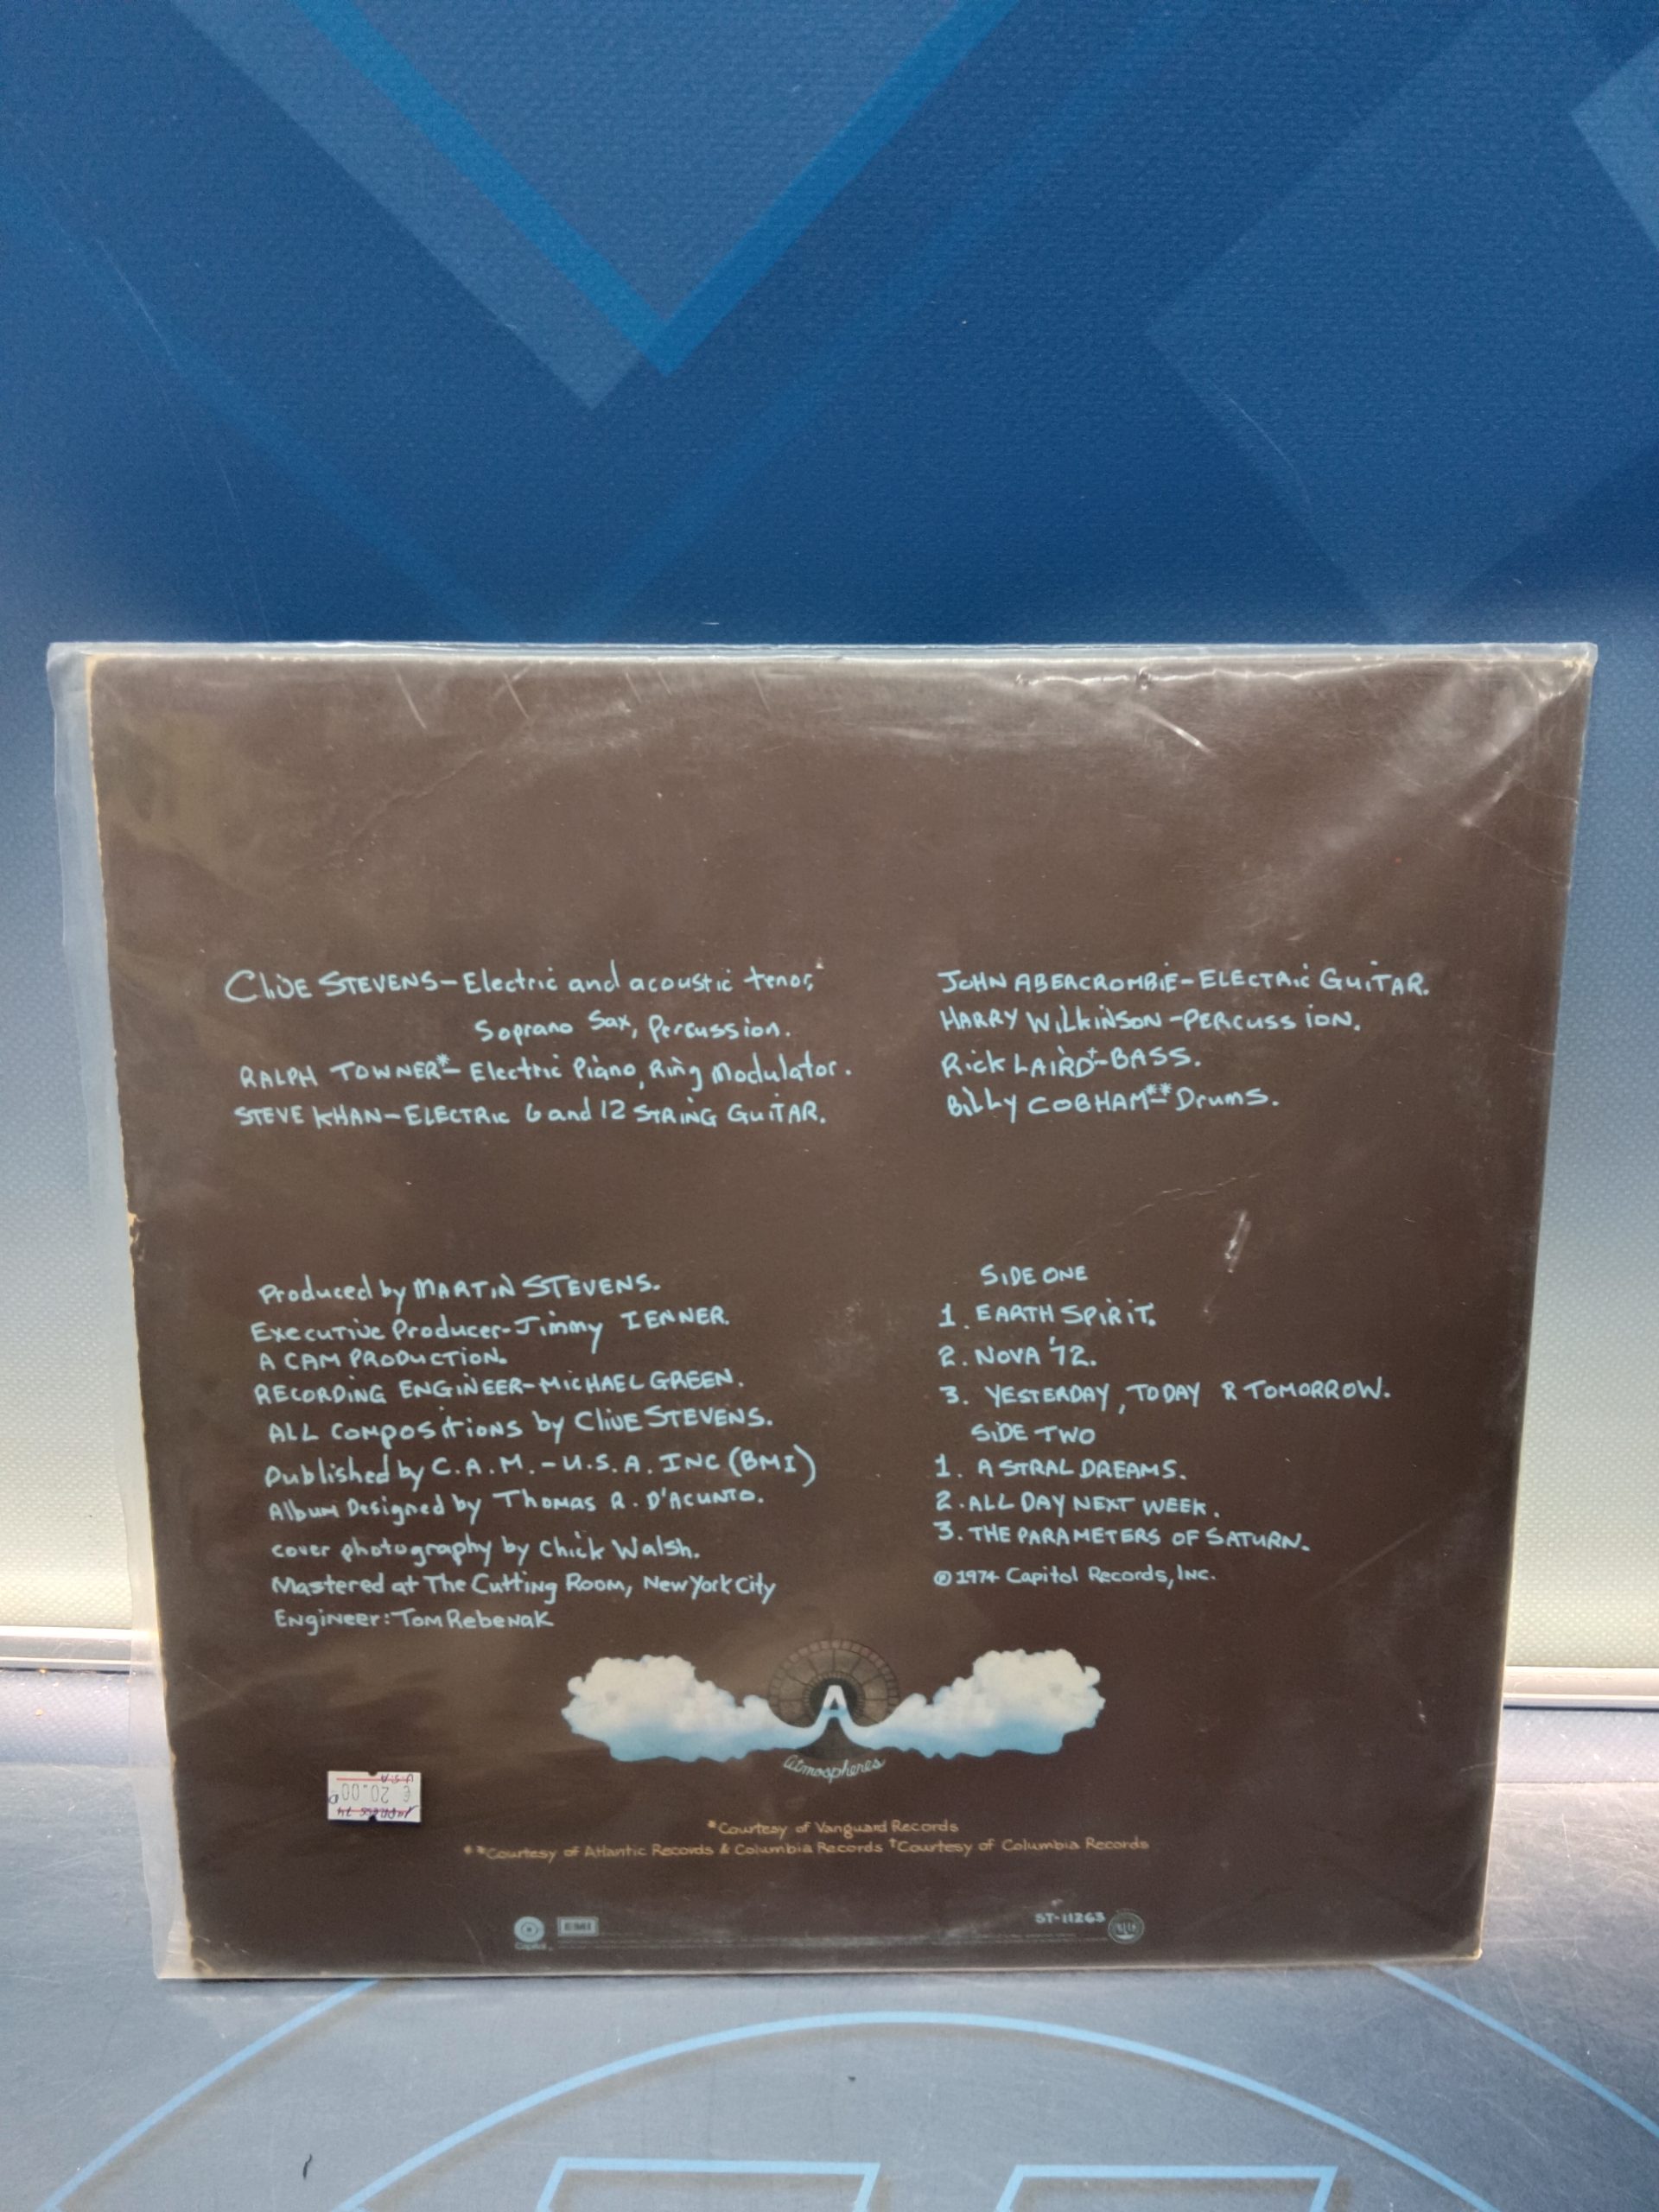 Clive STEVENS-Electric and acoustic tenor,
Soprano Sax, Percussion.
RALPH TOWNER*-Electric Piano, Ring Modulator.
STEVE KHAN-ELECTRIC 6 and 12 STRING GUITAR.
JOHN ABERCROMBIE-ELECTRIC GUITAR.
HARRY WILKINSON-PERCUSSION.
Rick LAIRD†-BASS.
BILLY COBHAM**-Drums.
Produced by MARTIN STEVENS.
Executive Producer-Jimmy IENNER.
A CAM PRODUCTION.
RECORDING ENGINEER-MICHAEL GREEN.
ALL COMPOSITIONS by Clive STEVENS.
Published by C.A.M.-U.S.A. INC (BMI)
Album Designed by Thomas R. D'Acunto.
cover photography by Chick Walsh.
Mastered at The Cutting Room, New York City
Engineer: Tom Rebenak
SIDE ONE
1. EARTH SPIRIT.
2. NOVA '72.
3. YESTERDAY, TODAY & TOMORROW.
SIDE TWO
1. ASTRAL DREAMS.
2. ALL DAY NEXT WEEK.
3. THE PARAMETERS OF SATURN.
℗ 1974 Capitol Records, INC.
A
Atmospheres
U.S.A
€ 20.00
*Courtesy of Vanguard Records
**Courtesy of Atlantic Records & Columbia Records †Courtesy of Columbia Records
Capitol
EMI
ST-11263